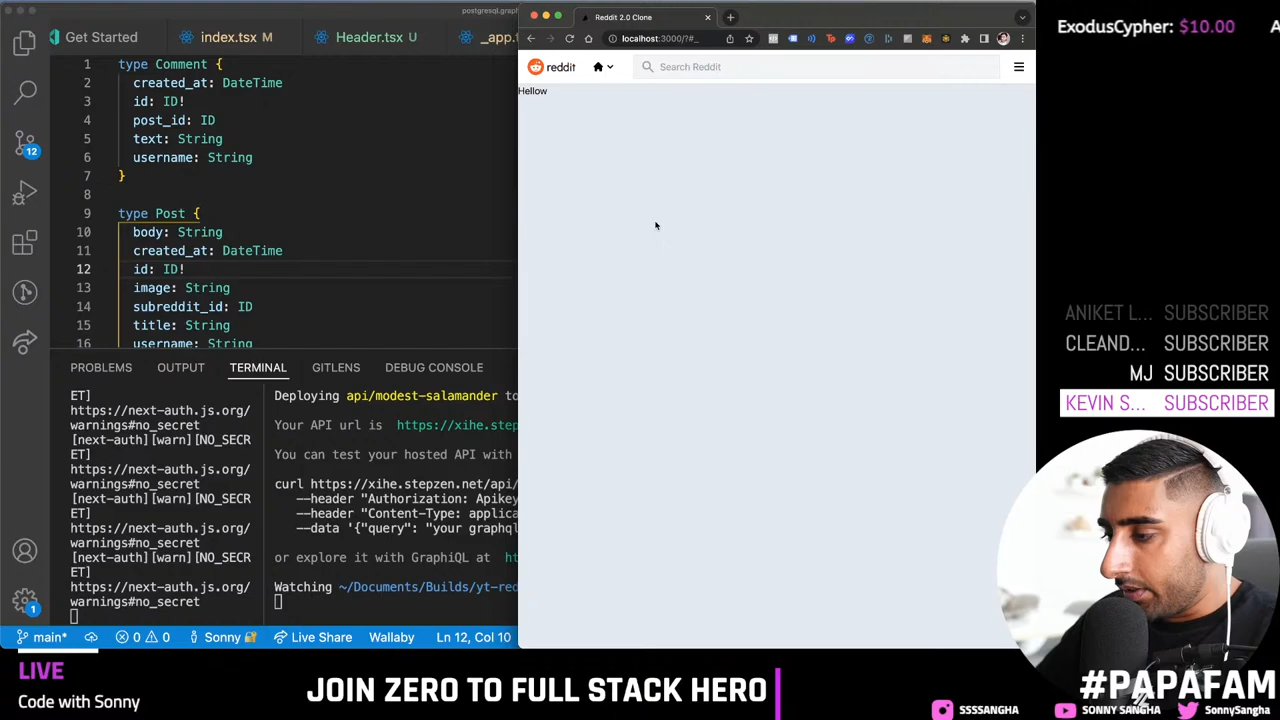 postgresql.graph
Get Started
index.tsx M
Header.tsx U
_app.t
1 type Comment {
2 created_at: DateTime
3 id: ID!
4 post_id: ID
5 text: String
6 username: String
7 }
8
9 type Post {
10 body: String
11 created_at: DateTime
12 id: ID!
13 image: String
14 subreddit_id: ID
15 title: String
16 username: String
PROBLEMS OUTPUT TERMINAL GITLENS DEBUG CONSOLE
ET]
https://next-auth.js.org/
warnings#no_secret
[next-auth][warn][NO_SECR
ET]
https://next-auth.js.org/
warnings#no_secret
[next-auth][warn][NO_SECR
ET]
https://next-auth.js.org/
warnings#no_secret
[next-auth][warn][NO_SECR
ET]
https://next-auth.js.org/
warnings#no_secret
Deploying api/modest-salamander to
Your API url is https://xihe.step
You can test your hosted API with
curl https://xihe.stepzen.net/api/
--header "Authorization: Apikey
--header "Content-Type: applica
--data '{"query": "your graphql
or explore it with GraphiQL at ht
Watching ~/Documents/Builds/yt-red
12
1
main*
0 0
Sonny
Live Share
Wallaby
Ln 12, Col 10
Reddit 2.0 Clone
localhost:3000/?#_
reddit
Search Reddit
Hellow
ExodusCypher: $10.00
ANIKET L... SUBSCRIBER
CLEAND... SUBSCRIBER
MJ SUBSCRIBER
KEVIN S... SUBSCRIBER
LIVE
Code with Sonny
JOIN ZERO TO FULL STACK HERO
#PAPAFAM
SSSSANGHA
SONNY SANGHA
SonnySangha